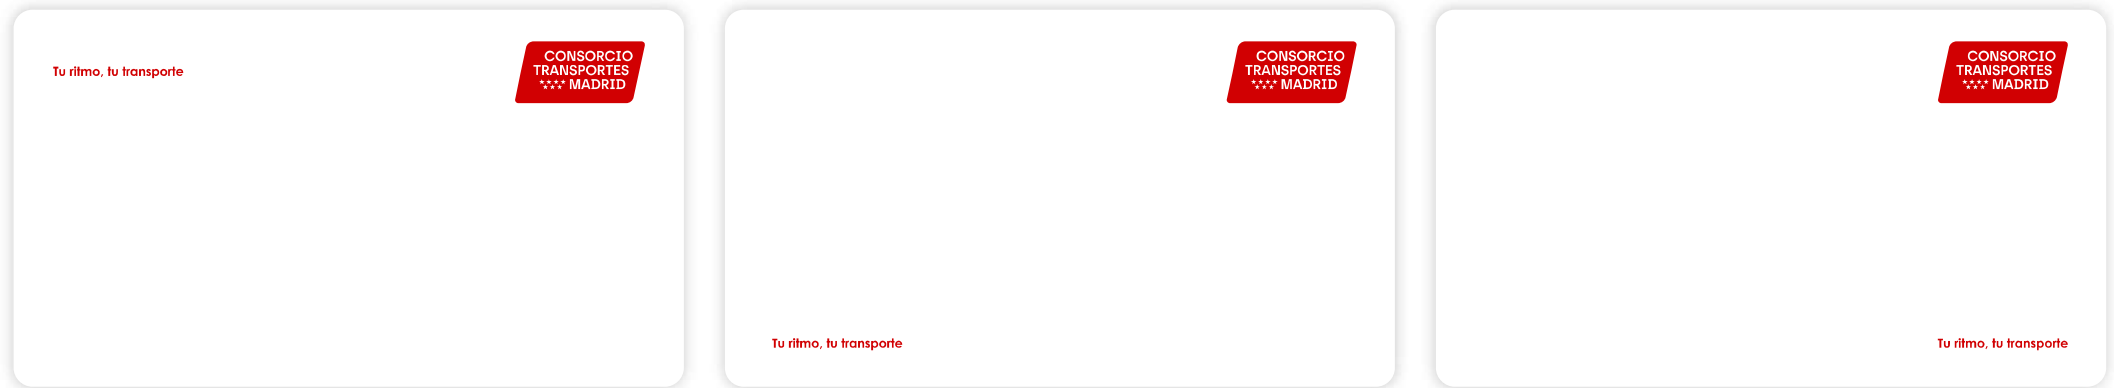 Tu ritmo, tu transporte
CONSORCIO
TRANSPORTES
MADRID
CONSORCIO
TRANSPORTES
MADRID
Tu ritmo, tu transporte
CONSORCIO
TRANSPORTES
MADRID
Tu ritmo, tu transporte